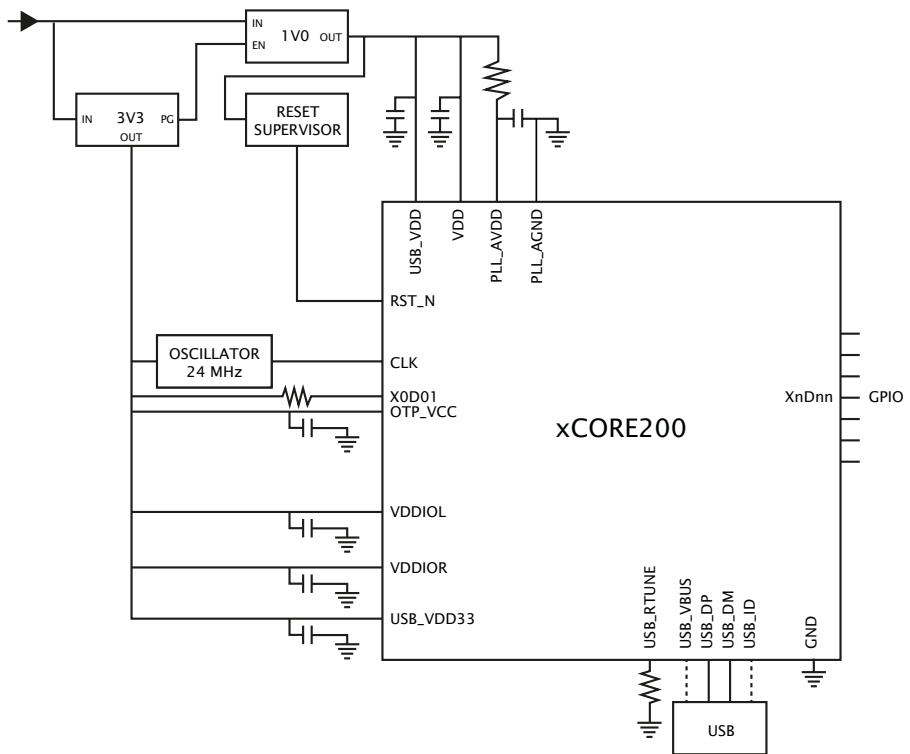 IN
1V0
OUT
EN
IN
3V3
PG
OUT
RESET
SUPERVISOR
USB_VDD
VDD
PLL_AVDD
PLL_AGND
RST_N
OSCILLATOR
24 MHz
CLK
X0D01
OTP_VCC
XnDnn
GPIO
xCORE200
VDDIOL
VDDIOR
USB_VDD33
USB_RTUNE
USB_VBUS
USB_DP
USB_DM
USB_ID
GND
USB